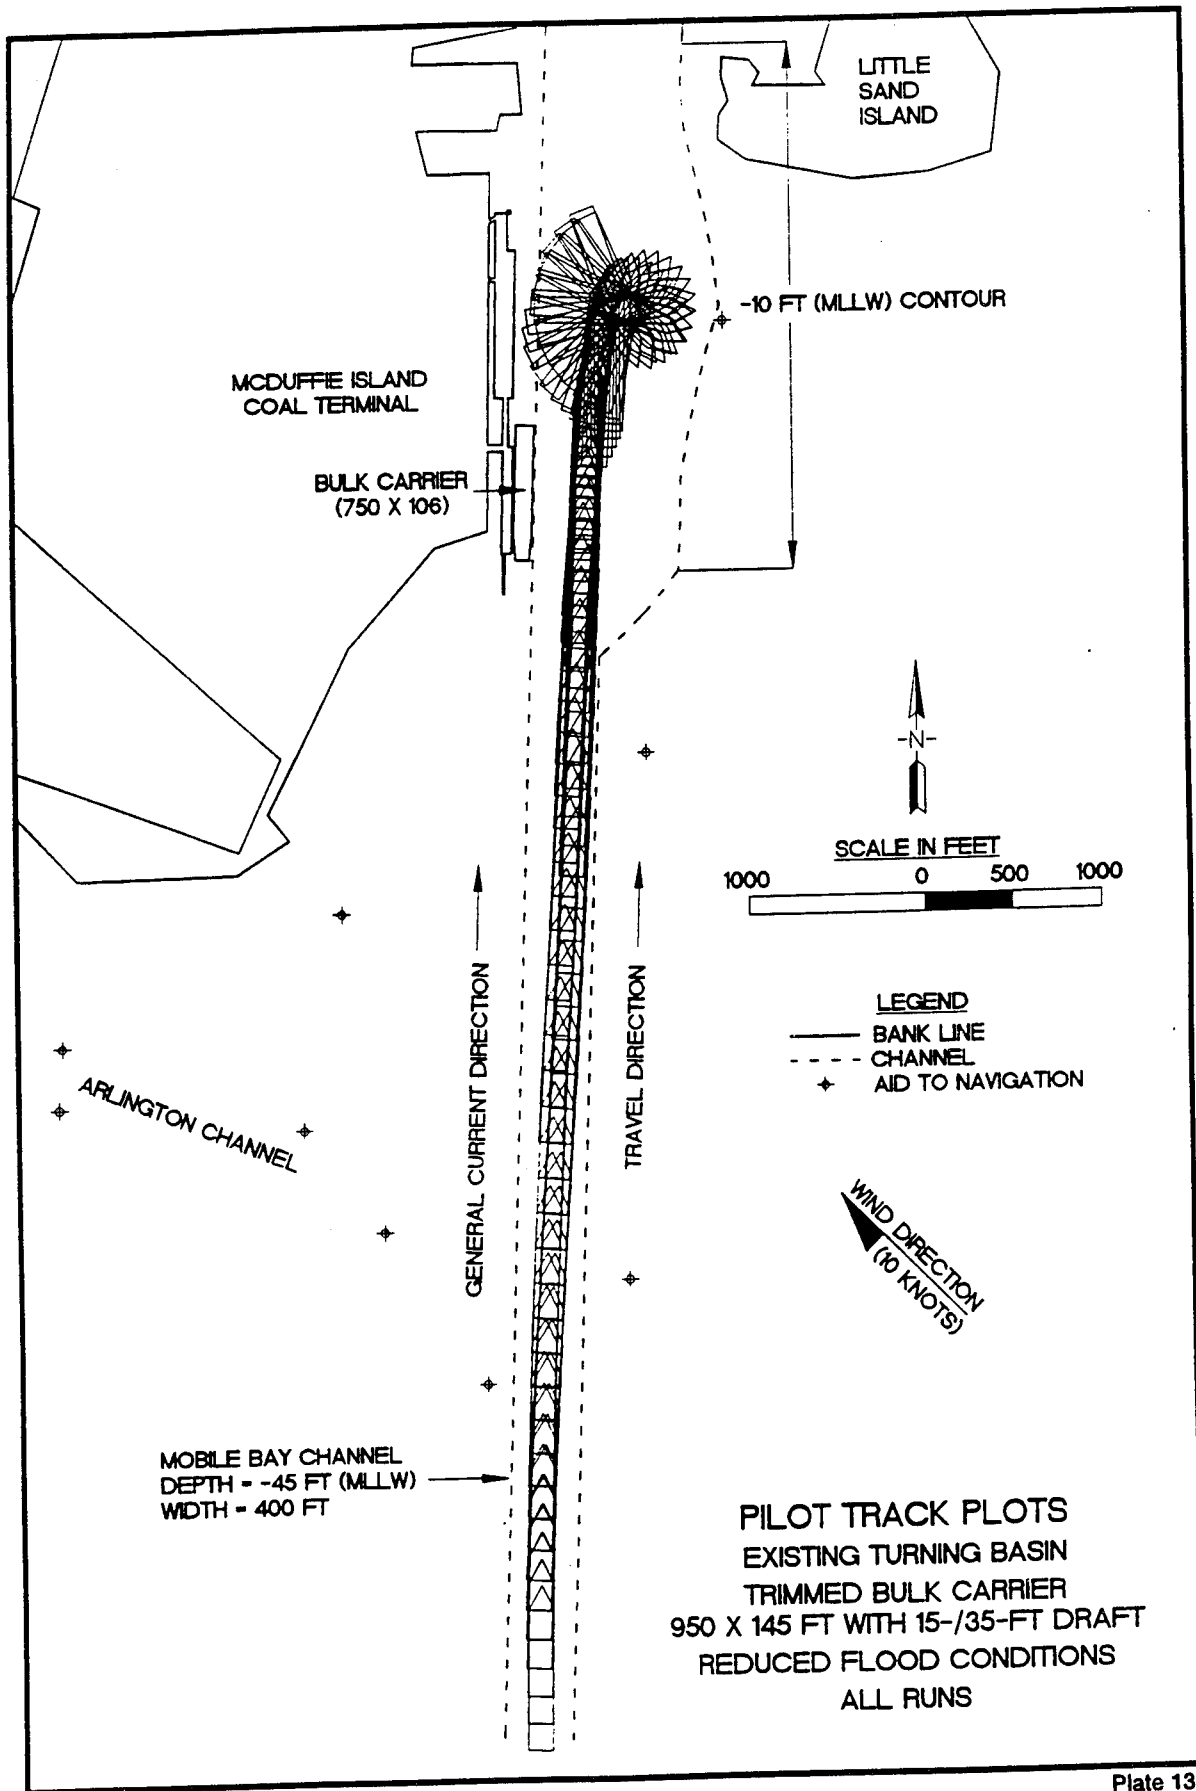 LITTLE
SAND
ISLAND
-10 FT (MLLW) CONTOUR
MCDUFFIE ISLAND
COAL TERMINAL
BULK CARRIER
(750 X 106)
-N-
SCALE IN FEET
1000 0 500 1000
GENERAL CURRENT DIRECTION
TRAVEL DIRECTION
LEGEND
BANK LINE
CHANNEL
AID TO NAVIGATION
ARLINGTON CHANNEL
WIND DIRECTION
(10 KNOTS)
MOBILE BAY CHANNEL
DEPTH = -45 FT (MLLW)
WIDTH = 400 FT
PILOT TRACK PLOTS
EXISTING TURNING BASIN
TRIMMED BULK CARRIER
950 X 145 FT WITH 15-/35-FT DRAFT
REDUCED FLOOD CONDITIONS
ALL RUNS
Plate 13